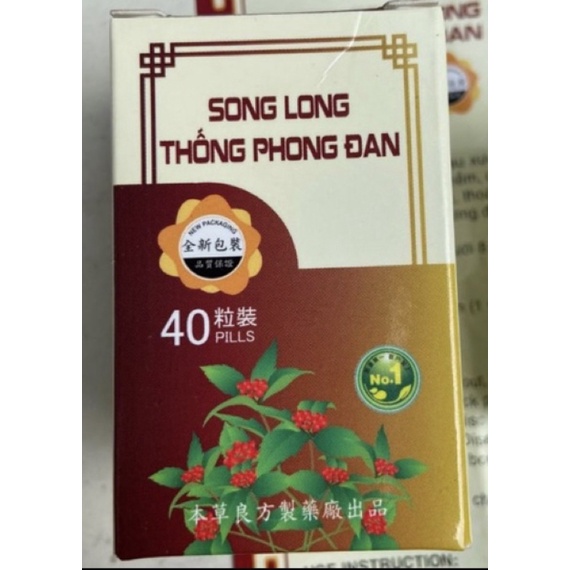 SONG LONG
THỐNG PHONG ĐAN
NEW PACKAGING
全新包裝
品質保證
40粒裝
PILLS
No.1
本草良方製藥廠出品
INSTRUCTION: